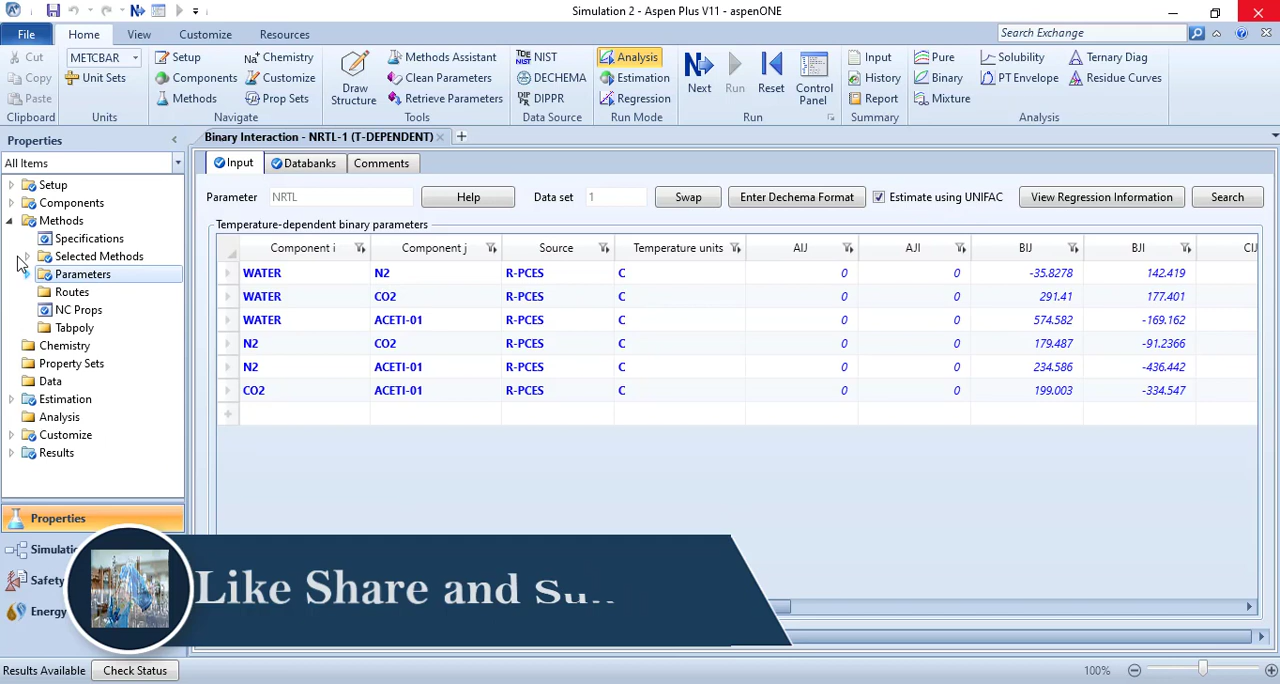 Simulation 2 - Aspen Plus V11 - aspenONE
File Home View Customize Resources Search Exchange
Cut METCBAR Setup Chemistry Methods Assistant NIST Analysis Input Pure Solubility Ternary Diag
Copy Unit Sets Components Customize Clean Parameters DECHEMA Estimation History Binary PT Envelope Residue Curves
Paste Methods Prop Sets Draw Structure Retrieve Parameters DIPPR Regression Next Run Reset Control Panel Report Mixture
Clipboard Units Navigate Tools Data Source Run Mode Run Summary Analysis
Properties
Binary Interaction - NRTL-1 (T-DEPENDENT)
All Items
Input Databanks Comments
Setup
Components
Methods
Specifications
Selected Methods
Parameters
Routes
NC Props
Tabpoly
Chemistry
Property Sets
Data
Estimation
Analysis
Customize
Results
Properties
Simulatio
Safety
Energy
Parameter NRTL Help Data set 1 Swap Enter Dechema Format Estimate using UNIFAC View Regression Information Search
Temperature-dependent binary parameters
Component i Component j Source Temperature units AIJ AJI BIJ BJI CIJ
WATER N2 R-PCES C 0 0 -35.8278 142.419
WATER CO2 R-PCES C 0 0 291.41 177.401
WATER ACETI-01 R-PCES C 0 0 574.582 -169.162
N2 CO2 R-PCES C 0 0 179.487 -91.2366
N2 ACETI-01 R-PCES C 0 0 234.586 -436.442
CO2 ACETI-01 R-PCES C 0 0 199.003 -334.547
Like Share and
Results Available Check Status 100%